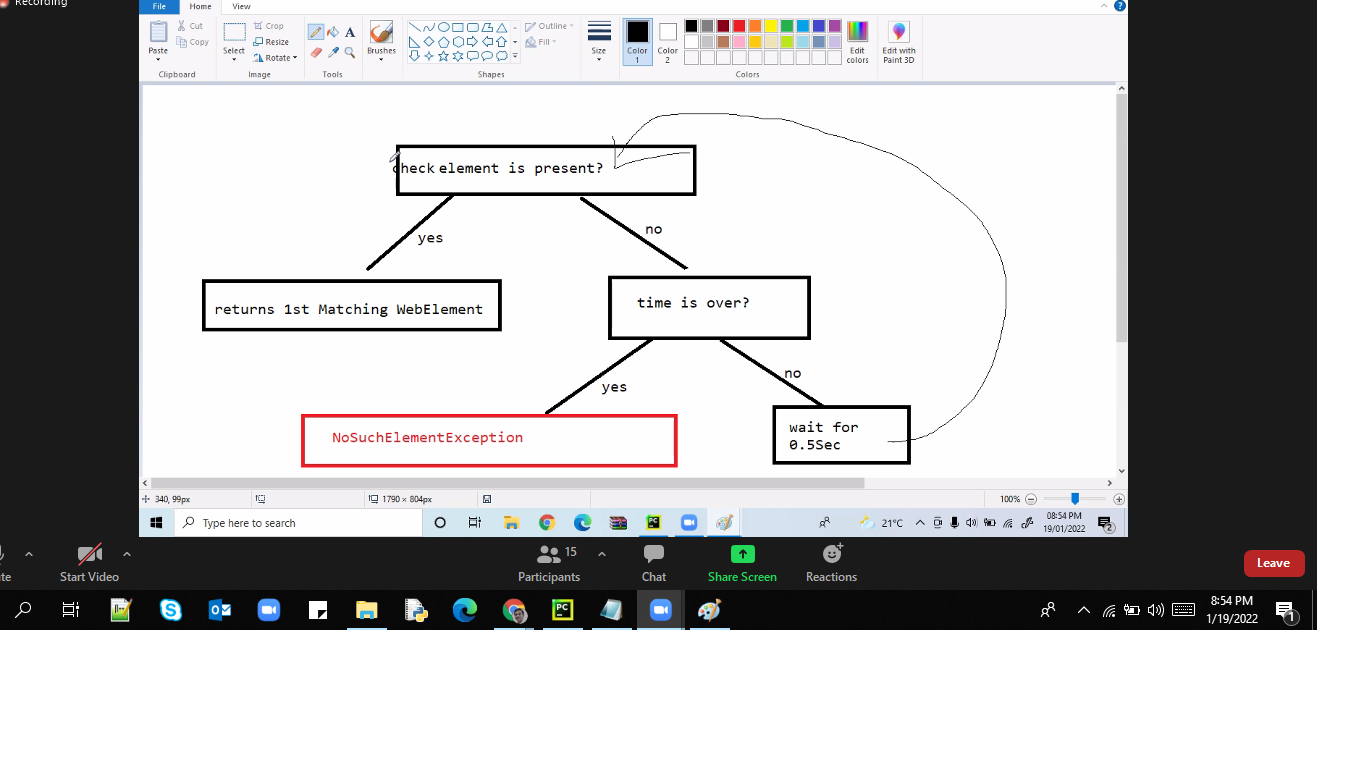 Recording
File Home View
Paste
Cut
Copy
Clipboard
Select
Crop
Resize
Rotate
Image
A
Tools
Brushes
Outline
Fill
Shapes
Size
Color 1
Color 2
Edit colors
Edit with Paint 3D
Colors
check element is present?
yes
no
returns 1st Matching WebElement
time is over?
yes
no
NoSuchElementException
wait for
0.5Sec
340, 99px
1790 × 804px
100%
Type here to search
PC
21°C
08:54 PM
19/01/2022
2
Start Video
15
Participants
Chat
Share Screen
Reactions
Leave
PC
8:54 PM
1/19/2022
1